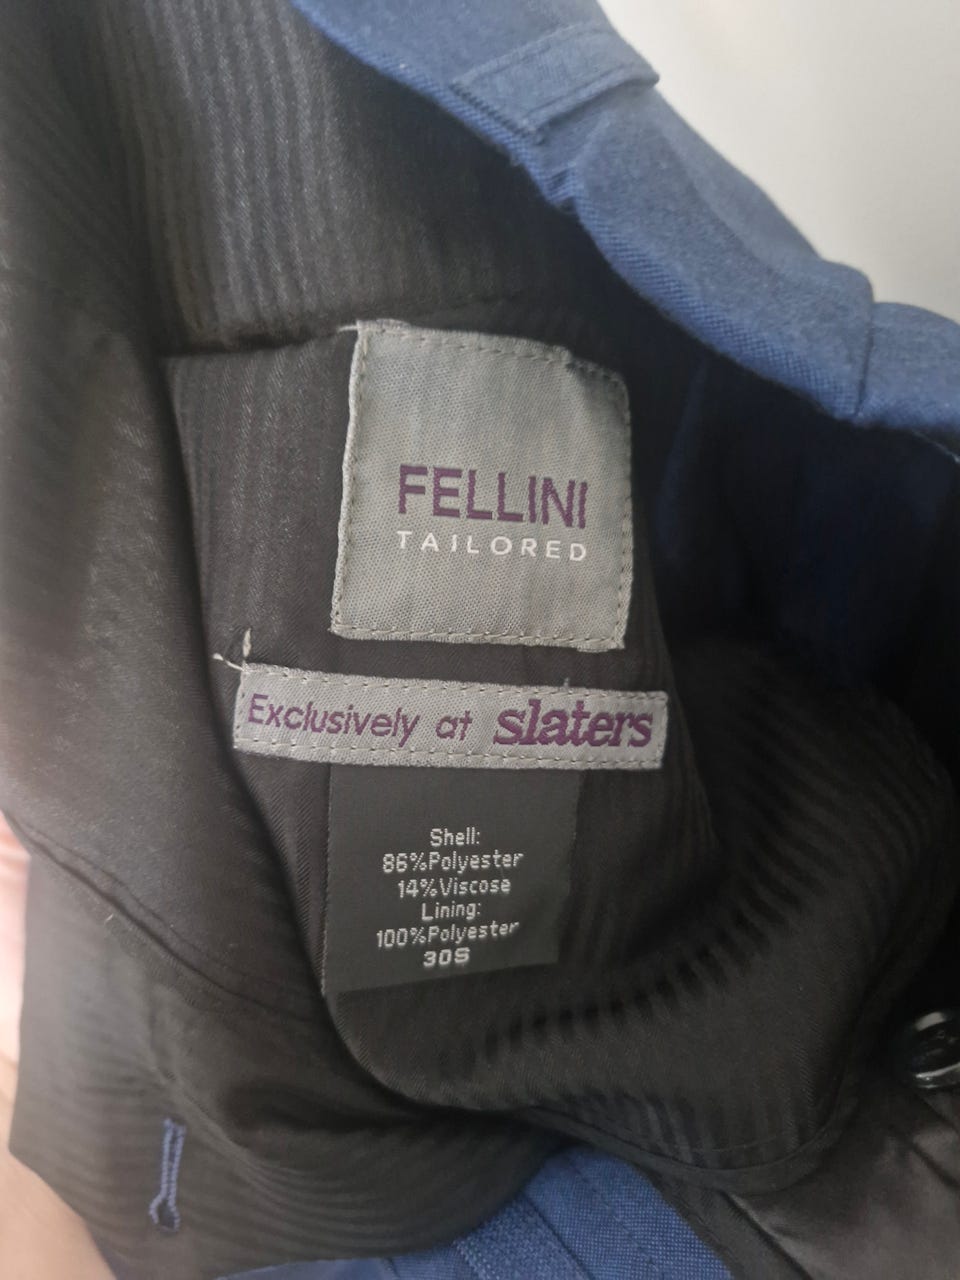 FELLINI
TAILORED
Exclusively at slaters
Shell:
86%Polyester
14%Viscose
Lining:
100%Polyester
30S